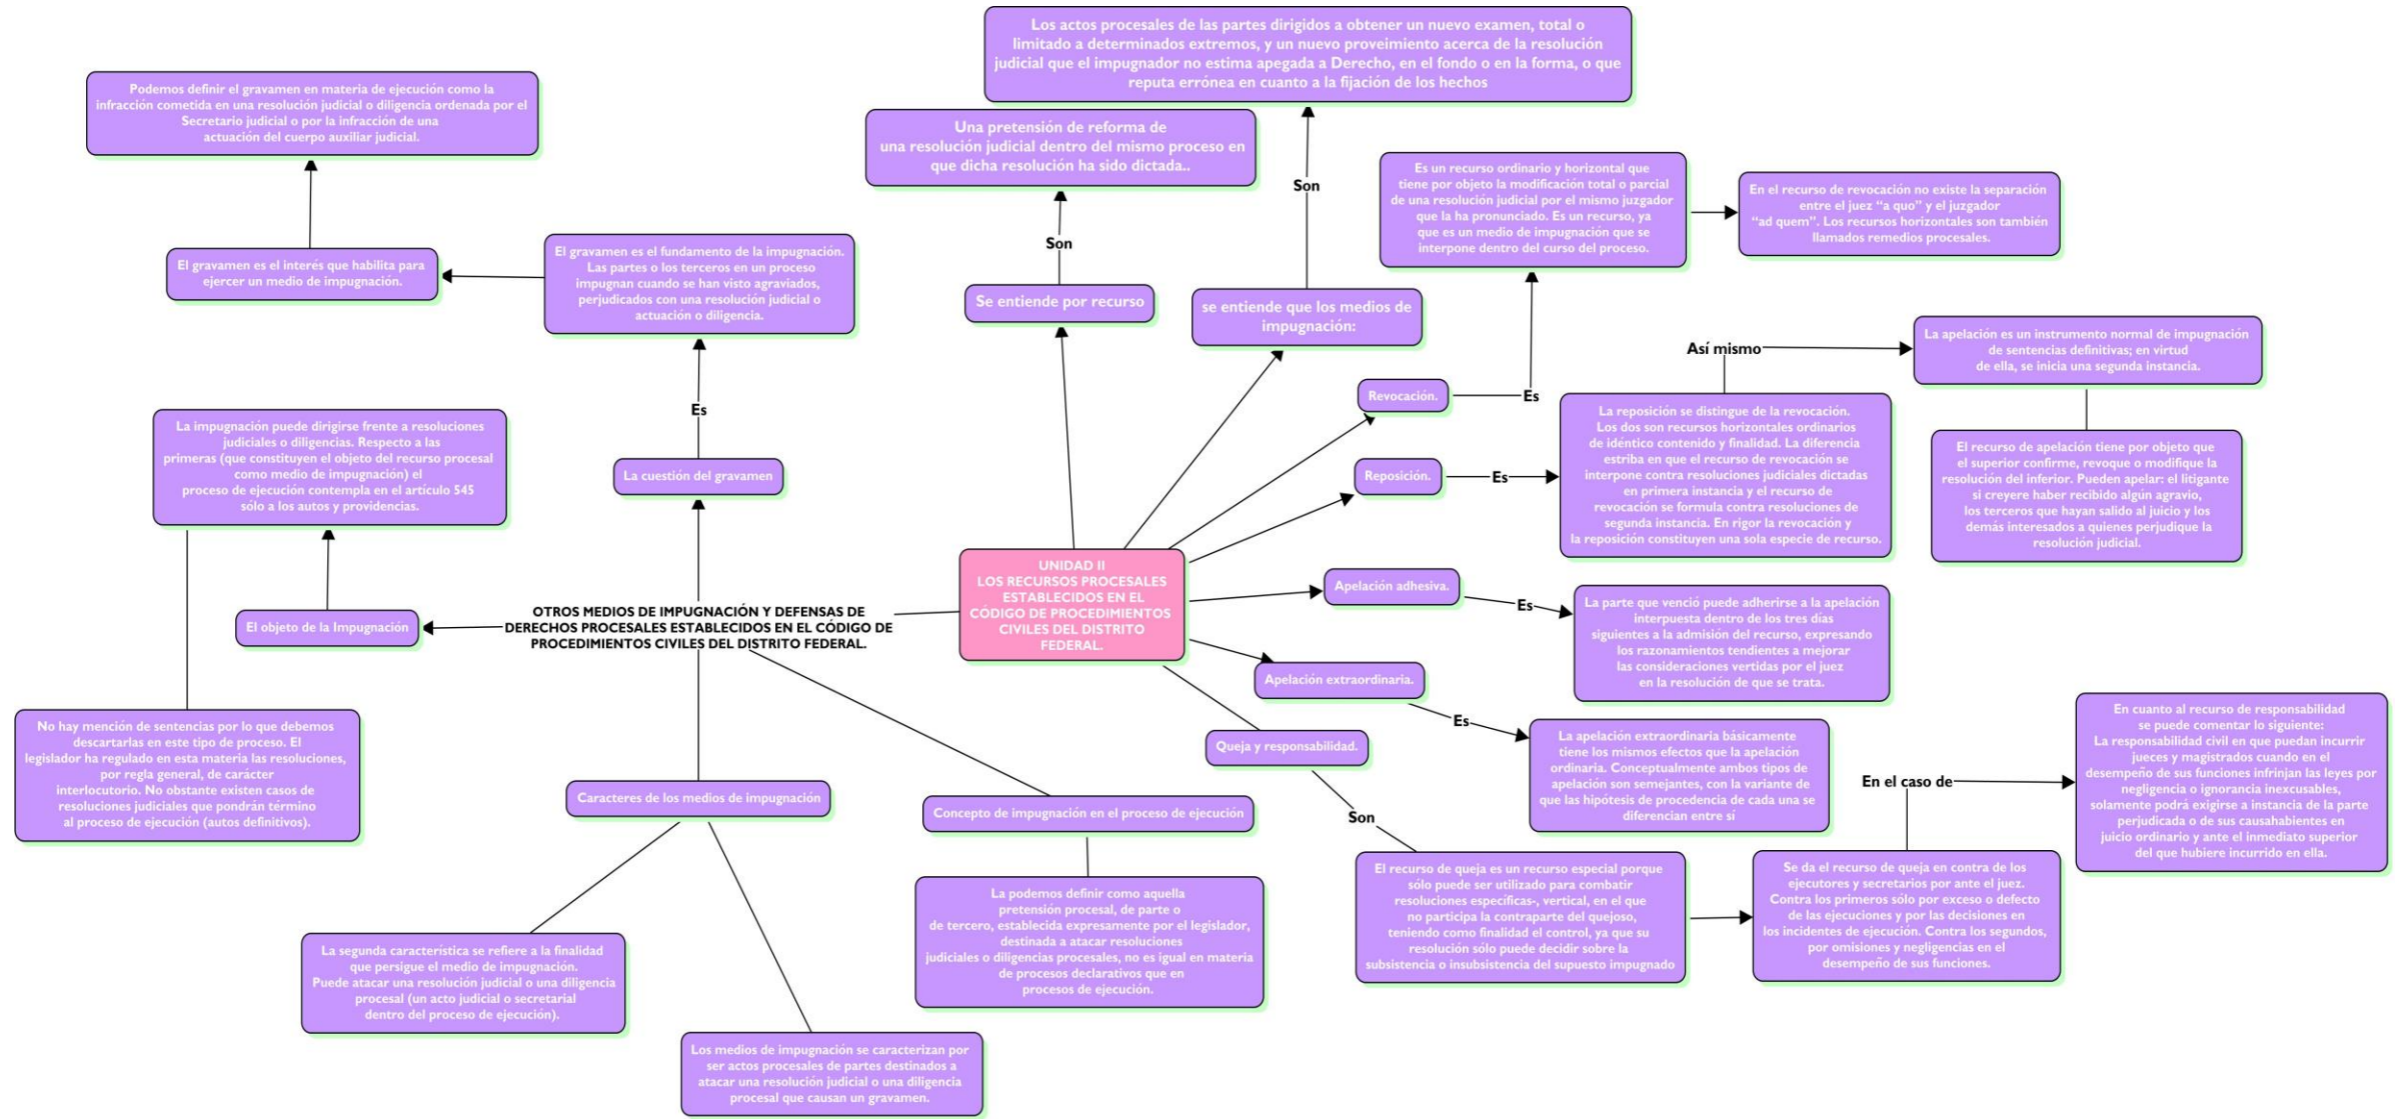 Los actos procesales de las partes dirigidos a obtener un nuevo examen, total o
limitado a determinados extremos, y un nuevo proveimiento acerca de la resolución
judicial que el impugnador no estima apegada a Derecho, en el fondo o en la forma, o que
reputa errónea en cuanto a la fijación de los hechos
Podemos definir el gravamen en materia de ejecución como la
infracción cometida en una resolución judicial o diligencia ordenada por el
Secretario judicial o por la infracción de una
actuación del cuerpo auxiliar judicial.
Una pretensión de reforma de
una resolución judicial dentro del mismo proceso en
que dicha resolución ha sido dictada..
Son
Son
Es un recurso ordinario y horizontal que
tiene por objeto la modificación total o parcial
de una resolución judicial por el mismo juzgador
que la ha pronunciado. Es un recurso, ya
que es un medio de impugnación que se
interpone dentro del curso del proceso.
En el recurso de revocación no existe la separación
entre el juez “a quo” y el juzgador
“ad quem”. Los recursos horizontales son también
llamados remedios procesales.
El gravamen es el interés que habilita para
ejercer un medio de impugnación.
El gravamen es el fundamento de la impugnación.
Las partes o los terceros en un proceso
impugnan cuando se han visto agraviados,
perjudicados con una resolución judicial o
actuación o diligencia.
Se entiende por recurso
se entiende que los medios de
impugnación:
Es
Revocación.
Es
Así mismo
La apelación es un instrumento normal de impugnación
de sentencias definitivas; en virtud
de ella, se inicia una segunda instancia.
La impugnación puede dirigirse frente a resoluciones
judiciales o diligencias. Respecto a las
primeras (que constituyen el objeto del recurso procesal
como medio de impugnación) el
proceso de ejecución contempla en el artículo 545
sólo a los autos y providencias.
La cuestión del gravamen
Reposición.
Es
La reposición se distingue de la revocación.
Los dos son recursos horizontales ordinarios
de idéntico contenido y finalidad. La diferencia
estriba en que el recurso de revocación se
interpone contra resoluciones judiciales dictadas
en primera instancia y el recurso de
revocación se formula contra resoluciones de
segunda instancia. En rigor la revocación y
la reposición constituyen una sola especie de recurso.
El recurso de apelación tiene por objeto que
el superior confirme, revoque o modifique la
resolución del inferior. Pueden apelar: el litigante
si creyere haber recibido algún agravio,
los terceros que hayan salido al juicio y los
demás interesados a quienes perjudique la
resolución judicial.
UNIDAD II
LOS RECURSOS PROCESALES
ESTABLECIDOS EN EL
CÓDIGO DE PROCEDIMIENTOS
CIVILES DEL DISTRITO
FEDERAL.
El objeto de la Impugnación
OTROS MEDIOS DE IMPUGNACIÓN Y DEFENSAS DE
DERECHOS PROCESALES ESTABLECIDOS EN EL CÓDIGO DE
PROCEDIMIENTOS CIVILES DEL DISTRITO FEDERAL.
Apelación adhesiva.
Es
La parte que venció puede adherirse a la apelación
interpuesta dentro de los tres días
siguientes a la admisión del recurso, expresando
los razonamientos tendientes a mejorar
las consideraciones vertidas por el juez
en la resolución de que se trata.
Apelación extraordinaria.
Es
La apelación extraordinaria básicamente
tiene los mismos efectos que la apelación
ordinaria. Conceptualmente ambos tipos de
apelación son semejantes, con la variante de
que las hipótesis de procedencia de cada una se
diferencian entre sí
Queja y responsabilidad.
Son
El recurso de queja es un recurso especial porque
sólo puede ser utilizado para combatir
resoluciones específicas-, vertical, en el que
no participa la contraparte del quejoso,
teniendo como finalidad el control, ya que su
resolución sólo puede decidir sobre la
subsistencia o insubsistencia del supuesto impugnado
Se da el recurso de queja en contra de los
ejecutores y secretarios por ante el juez.
Contra los primeros sólo por exceso o defecto
de las ejecuciones y por las decisiones en
los incidentes de ejecución. Contra los segundos,
por omisiones y negligencias en el
desempeño de sus funciones.
En el caso de
En cuanto al recurso de responsabilidad
se puede comentar lo siguiente:
La responsabilidad civil en que puedan incurrir
jueces y magistrados cuando en el
desempeño de sus funciones infrinjan las leyes por
negligencia o ignorancia inexcusables,
solamente podrá exigirse a instancia de la parte
perjudicada o de sus causahabientes en
juicio ordinario y ante el inmediato superior
del que hubiere incurrido en ella.
No hay mención de sentencias por lo que debemos
descartarlas en este tipo de proceso. El
legislador ha regulado en esta materia las resoluciones,
por regla general, de carácter
interlocutorio. No obstante existen casos de
resoluciones judiciales que pondrán término
al proceso de ejecución (autos definitivos).
Caracteres de los medios de impugnación
Concepto de impugnación en el proceso de ejecución
La podemos definir como aquella
pretensión procesal, de parte o
de tercero, establecida expresamente por el legislador,
destinada a atacar resoluciones
judiciales o diligencias procesales, no es igual en materia
de procesos declarativos que en
procesos de ejecución.
La segunda característica se refiere a la finalidad
que persigue el medio de impugnación.
Puede atacar una resolución judicial o una diligencia
procesal (un acto judicial o secretarial
dentro del proceso de ejecución).
Los medios de impugnación se caracterizan por
ser actos procesales de partes destinados a
atacar una resolución judicial o una diligencia
procesal que causan un gravamen.